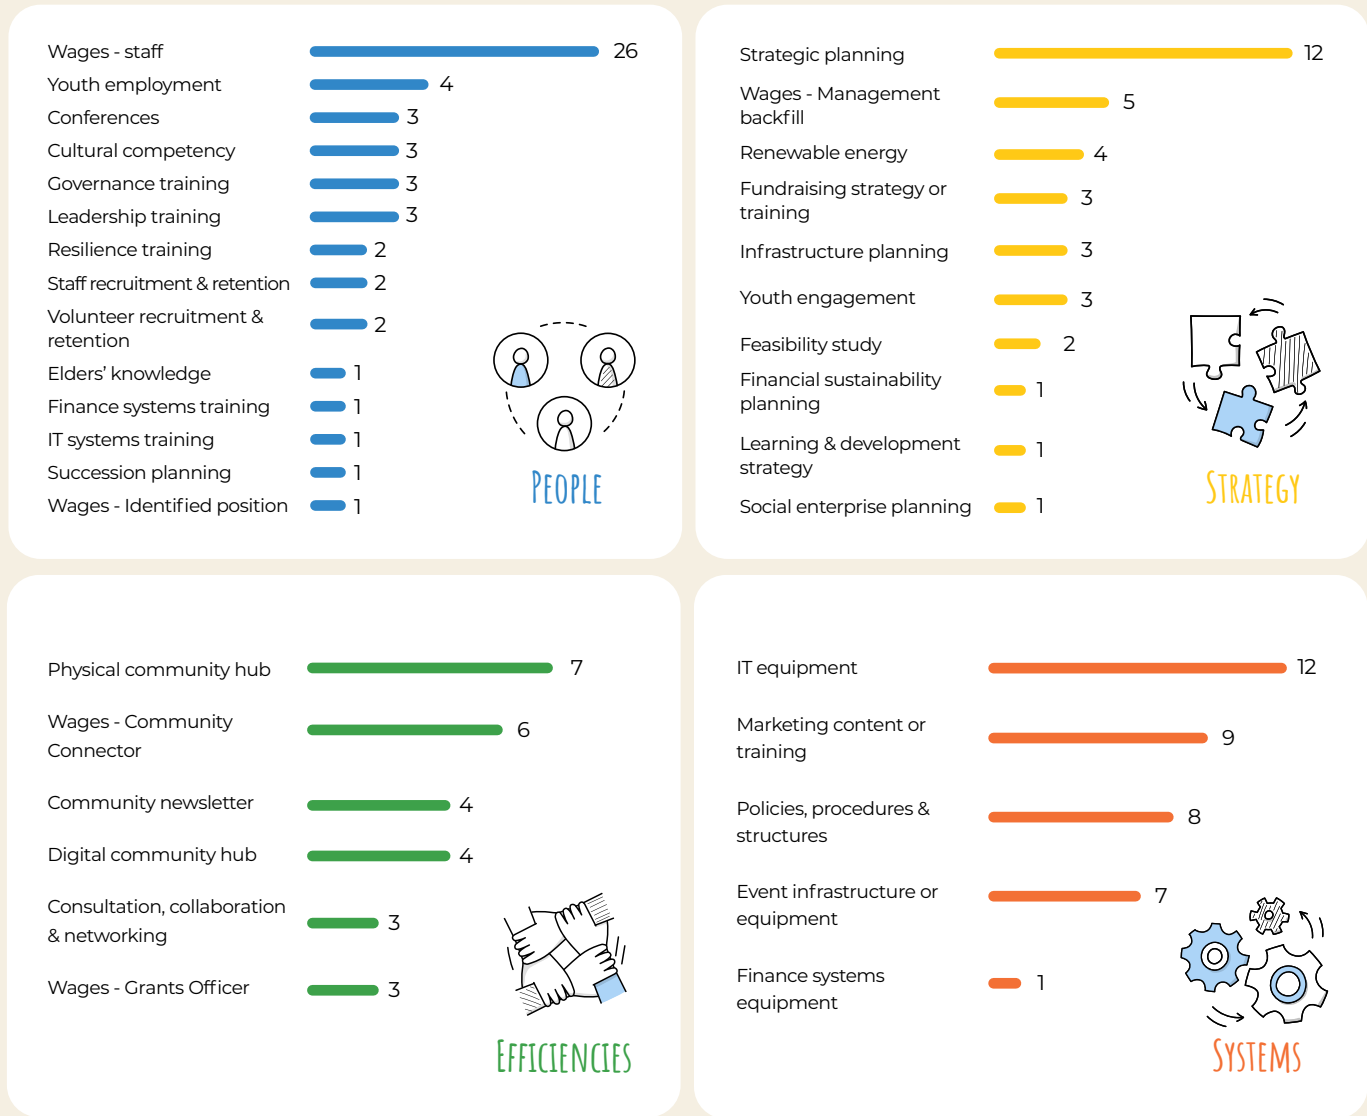 Wages - staff 26
Youth employment 4
Conferences 3
Cultural competency 3
Governance training 3
Leadership training 3
Resilience training 2
Staff recruitment & retention 2
Volunteer recruitment &
retention 2
Elders’ knowledge 1
Finance systems training 1
IT systems training 1
Succession planning 1
Wages - Identified position 1
PEOPLE
Strategic planning 12
Wages - Management
backfill 5
Renewable energy 4
Fundraising strategy or
training 3
Infrastructure planning 3
Youth engagement 3
Feasibility study 2
Financial sustainability
planning 1
Learning & development
strategy 1
Social enterprise planning 1
STRATEGY
Physical community hub 7
Wages - Community
Connector 6
Community newsletter 4
Digital community hub 4
Consultation, collaboration
& networking 3
Wages - Grants Officer 3
EFFICIENCIES
IT equipment 12
Marketing content or
training 9
Policies, procedures &
structures 8
Event infrastructure or
equipment 7
Finance systems
equipment 1
SYSTEMS